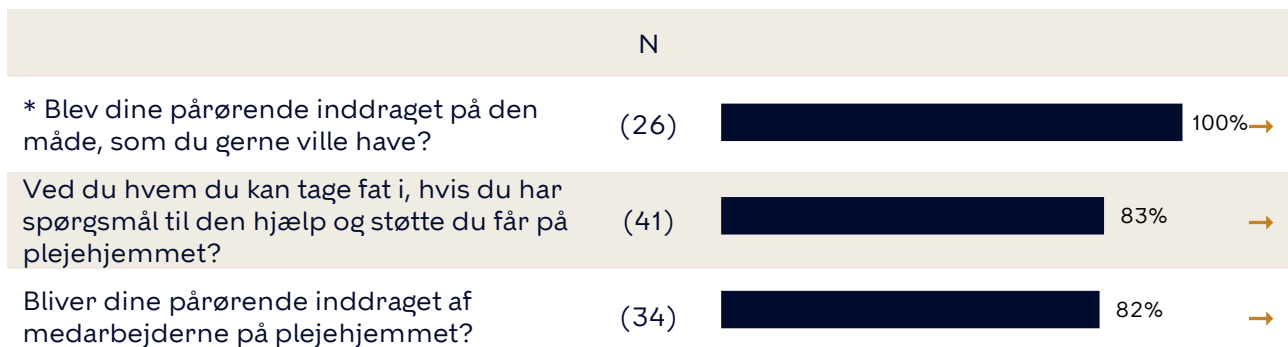 N
* Blev dine pårørende inddraget på den
måde, som du gerne ville have?
(26)
100%→
Ved du hvem du kan tage fat i, hvis du har
spørgsmål til den hjælp og støtte du får på
plejehjemmet?
(41)
83%
→
Bliver dine pårørende inddraget af
medarbejderne på plejehjemmet?
(34)
82%
→